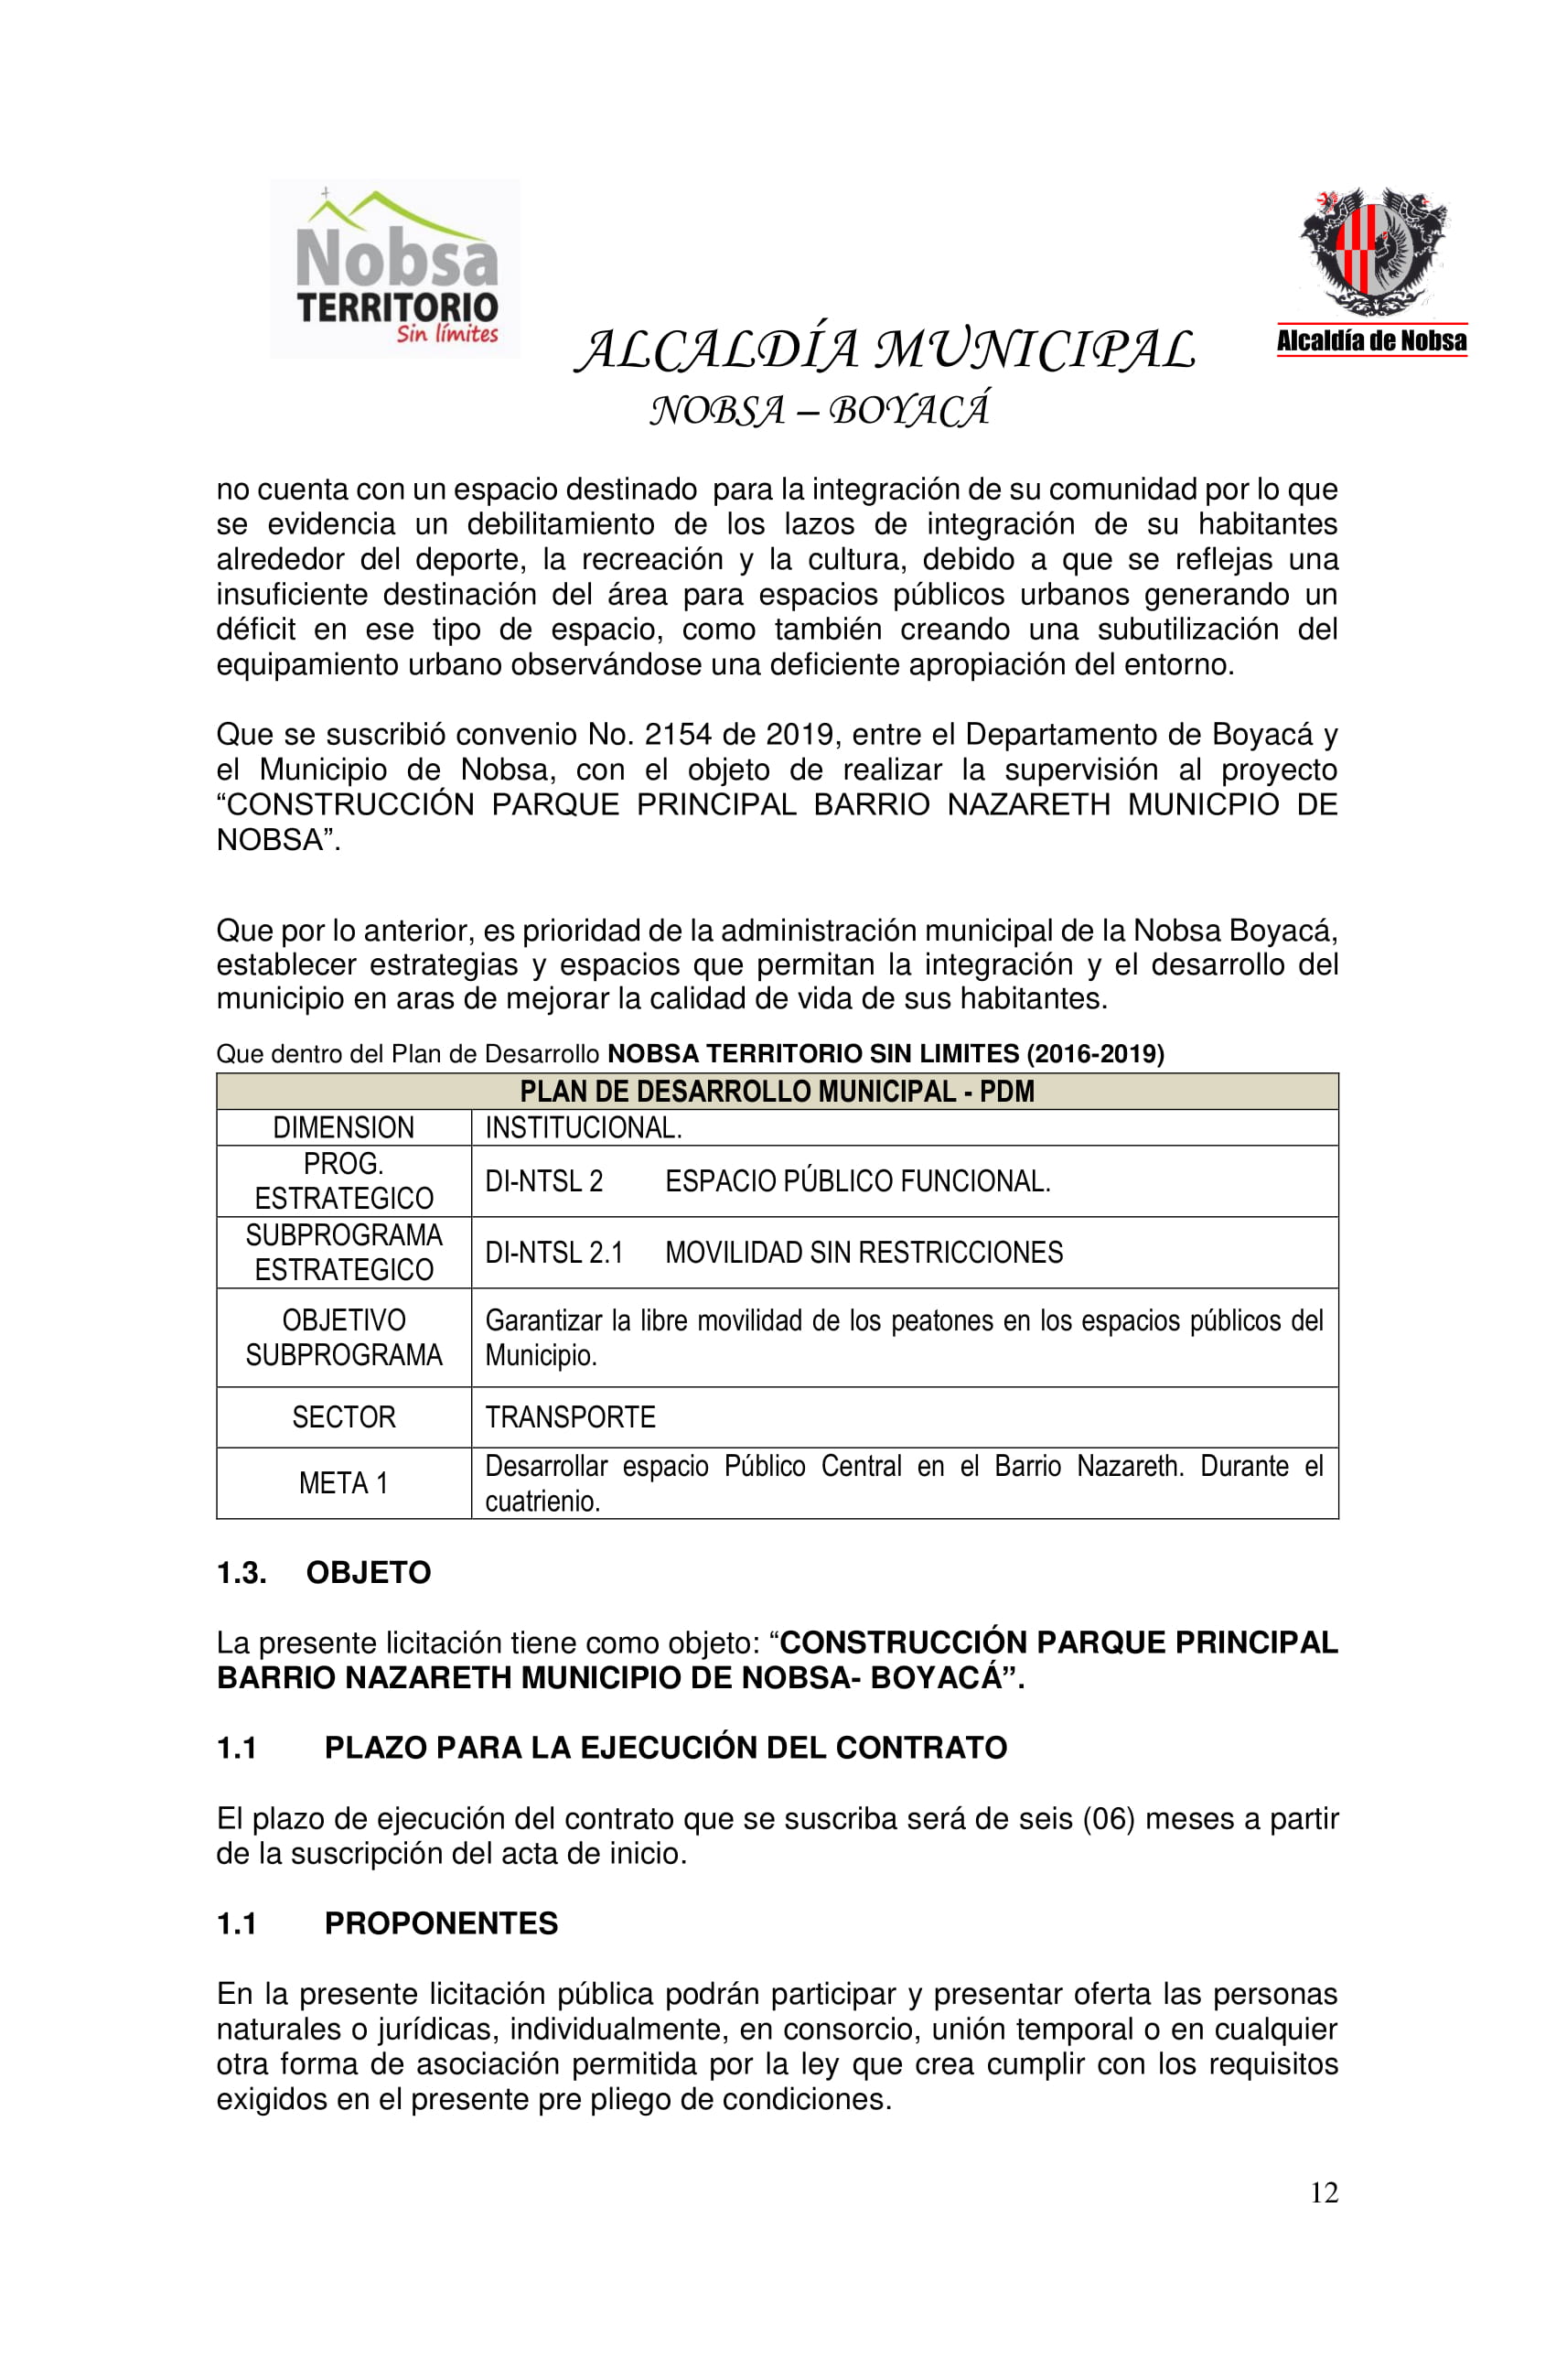 Nobsa
TERRITORIO
Sin límites
Alcaldía de Nobsa
ALCALDÍA MUNICIPAL
NOBSA – BOYACÁ
no cuenta con un espacio destinado  para la integración de su comunidad por lo que
se evidencia un debilitamiento de los lazos de integración de su habitantes
alrededor del deporte, la recreación y la cultura, debido a que se reflejas una
insuficiente destinación del área para espacios públicos urbanos generando un
déficit en ese tipo de espacio, como también creando una subutilización del
equipamiento urbano observándose una deficiente apropiación del entorno.
Que se suscribió convenio No. 2154 de 2019, entre el Departamento de Boyacá y
el Municipio de Nobsa, con el objeto de realizar la supervisión al proyecto
“CONSTRUCCIÓN PARQUE PRINCIPAL BARRIO NAZARETH MUNICPIO DE
NOBSA”.
Que por lo anterior, es prioridad de la administración municipal de la Nobsa Boyacá,
establecer estrategias y espacios que permitan la integración y el desarrollo del
municipio en aras de mejorar la calidad de vida de sus habitantes.
Que dentro del Plan de Desarrollo NOBSA TERRITORIO SIN LIMITES (2016-2019)
PLAN DE DESARROLLO MUNICIPAL - PDM
DIMENSION INSTITUCIONAL.
PROG.
ESTRATEGICO
DI-NTSL 2 ESPACIO PÚBLICO FUNCIONAL.
SUBPROGRAMA
ESTRATEGICO
DI-NTSL 2.1 MOVILIDAD SIN RESTRICCIONES
OBJETIVO
SUBPROGRAMA
Garantizar la libre movilidad de los peatones en los espacios públicos del
Municipio.
SECTOR TRANSPORTE
META 1
Desarrollar espacio Público Central en el Barrio Nazareth. Durante el
cuatrienio.
1.3. OBJETO
La presente licitación tiene como objeto: “CONSTRUCCIÓN PARQUE PRINCIPAL
BARRIO NAZARETH MUNICIPIO DE NOBSA- BOYACÁ”.
1.1 PLAZO PARA LA EJECUCIÓN DEL CONTRATO
El plazo de ejecución del contrato que se suscriba será de seis (06) meses a partir
de la suscripción del acta de inicio.
1.1 PROPONENTES
En la presente licitación pública podrán participar y presentar oferta las personas
naturales o jurídicas, individualmente, en consorcio, unión temporal o en cualquier
otra forma de asociación permitida por la ley que crea cumplir con los requisitos
exigidos en el presente pre pliego de condiciones.
12